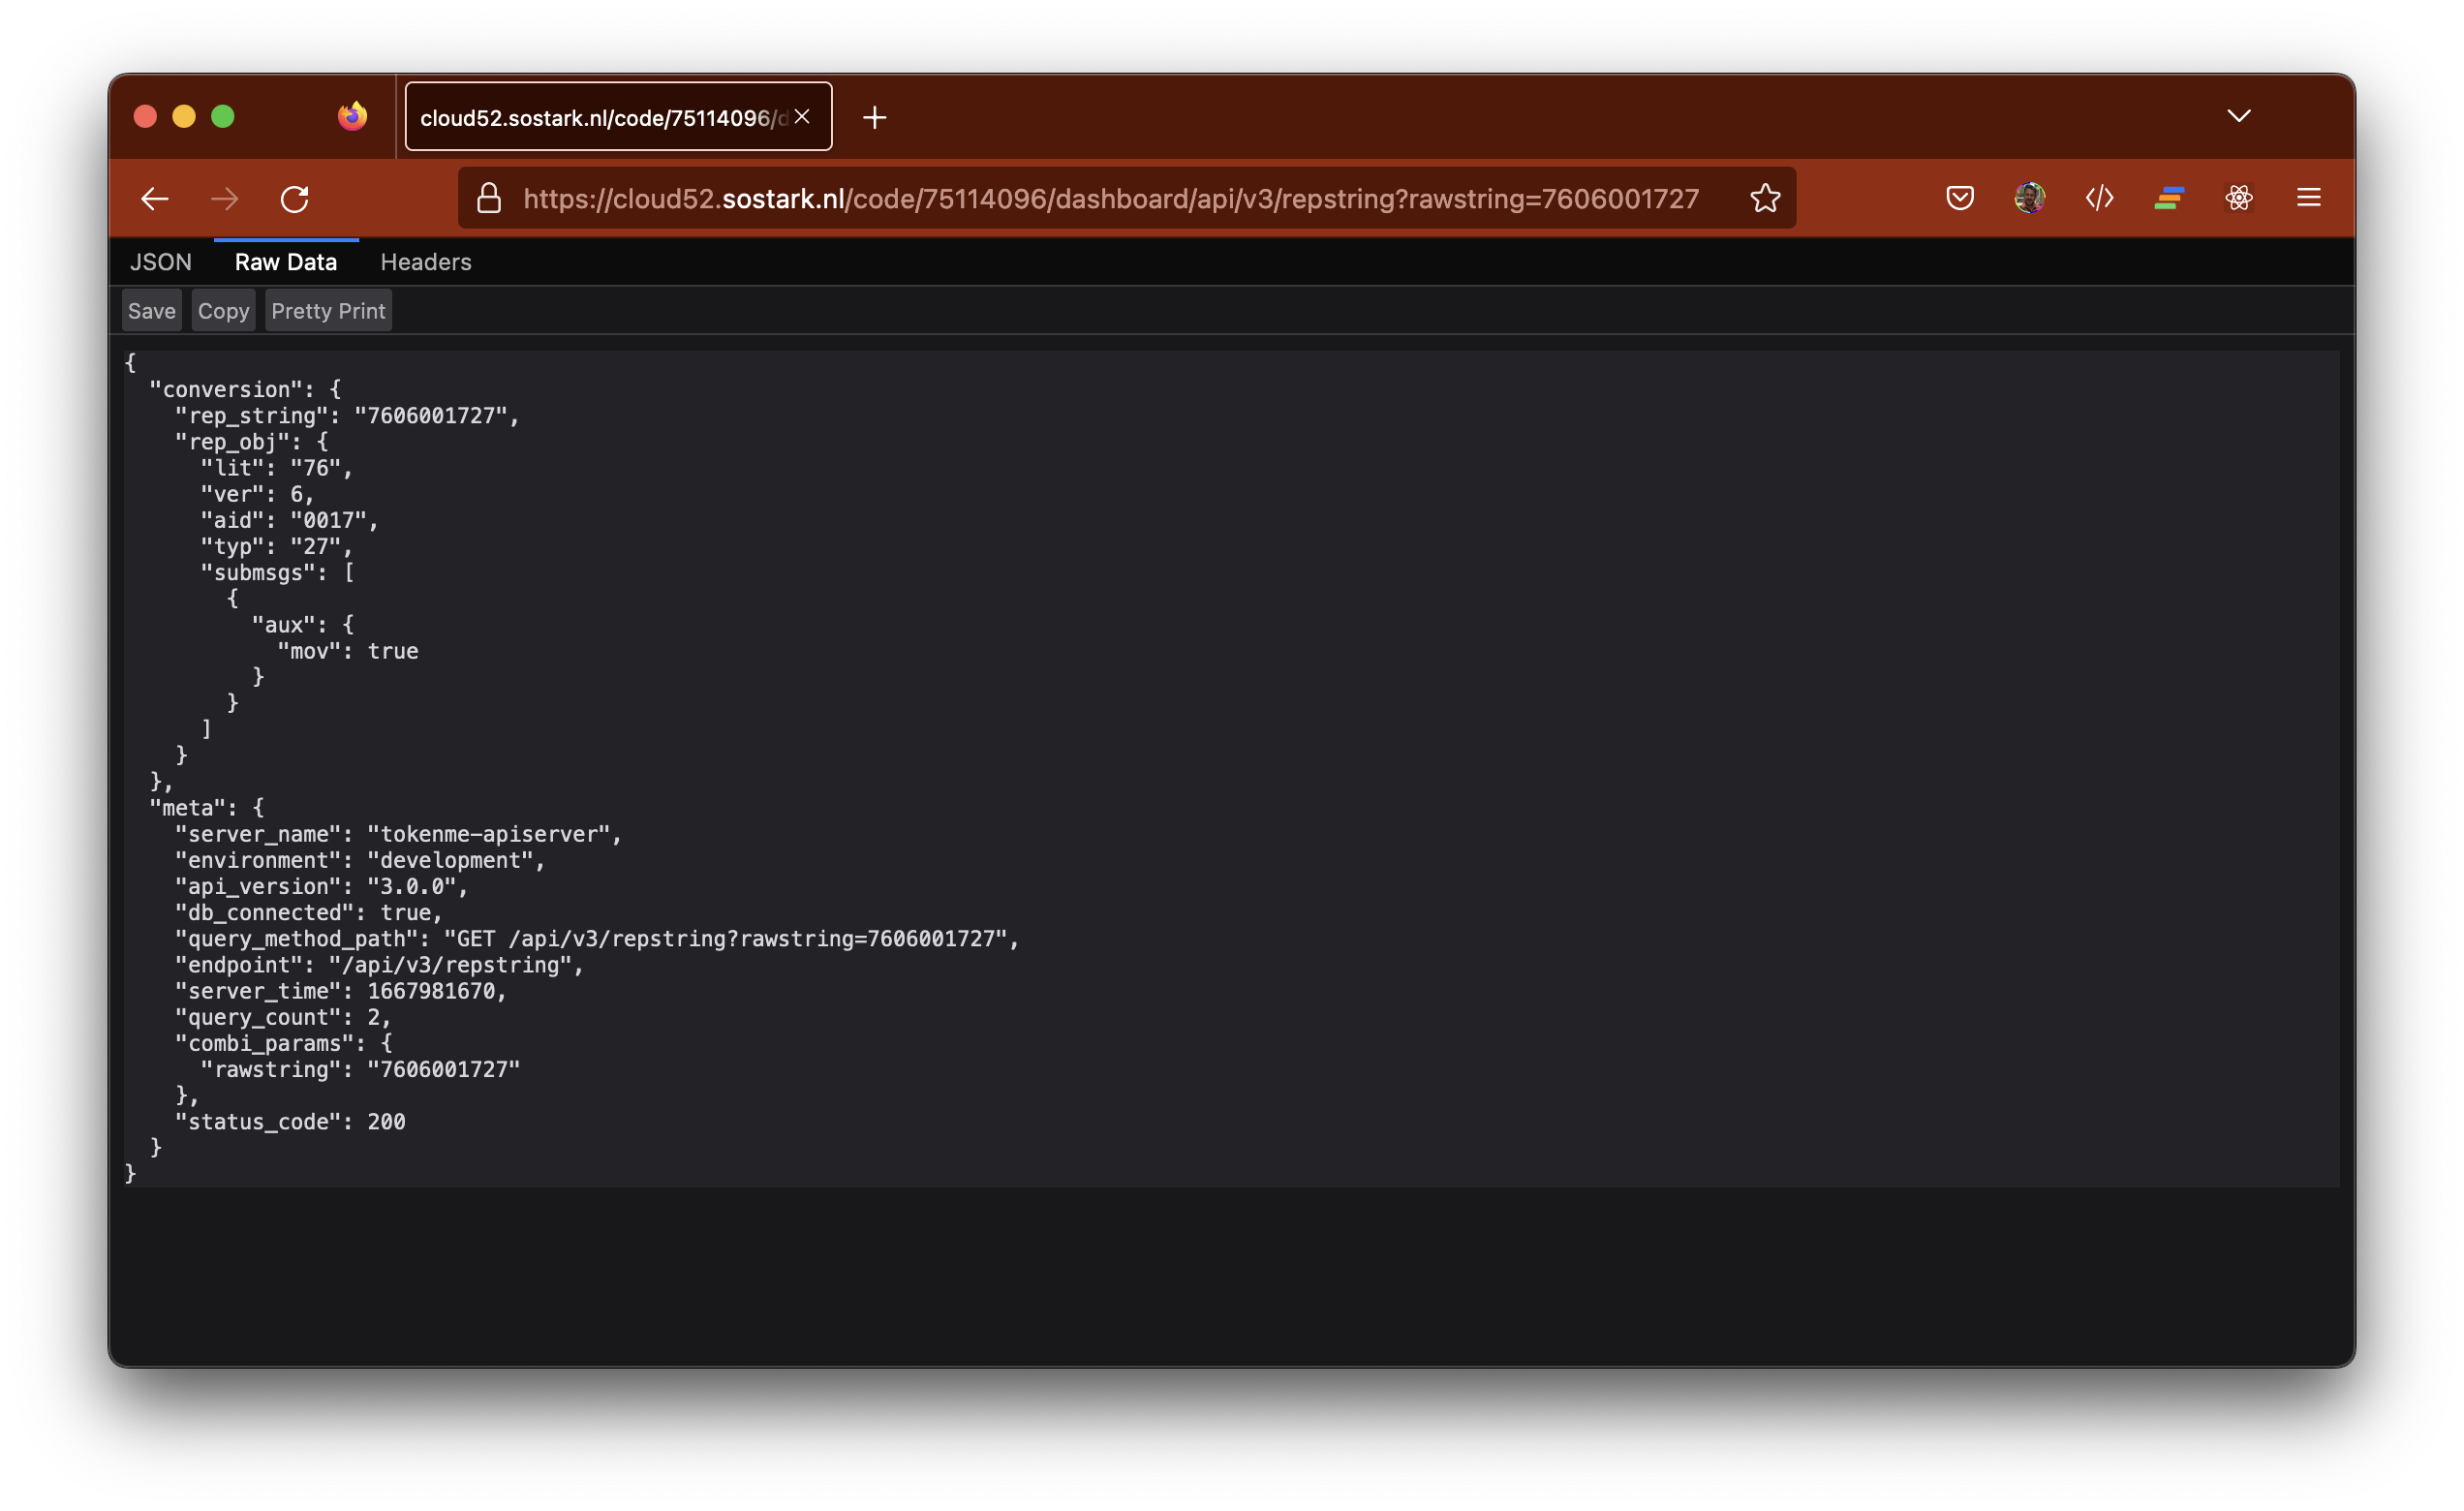 cloud52.sostark.nl/code/75114096/d
https://cloud52.sostark.nl/code/75114096/dashboard/api/v3/repstring?rawstring=7606001727
JSON Raw Data Headers
Save Copy Pretty Print
{
  "conversion": {
    "rep_string": "7606001727",
    "rep_obj": {
      "lit": "76",
      "ver": 6,
      "aid": "0017",
      "typ": "27",
      "submsgs": [
        {
          "aux": {
            "mov": true
          }
        }
      ]
    }
  },
  "meta": {
    "server_name": "tokenme-apiserver",
    "environment": "development",
    "api_version": "3.0.0",
    "db_connected": true,
    "query_method_path": "GET /api/v3/repstring?rawstring=7606001727",
    "endpoint": "/api/v3/repstring",
    "server_time": 1667981670,
    "query_count": 2,
    "combi_params": {
      "rawstring": "7606001727"
    },
    "status_code": 200
  }
}